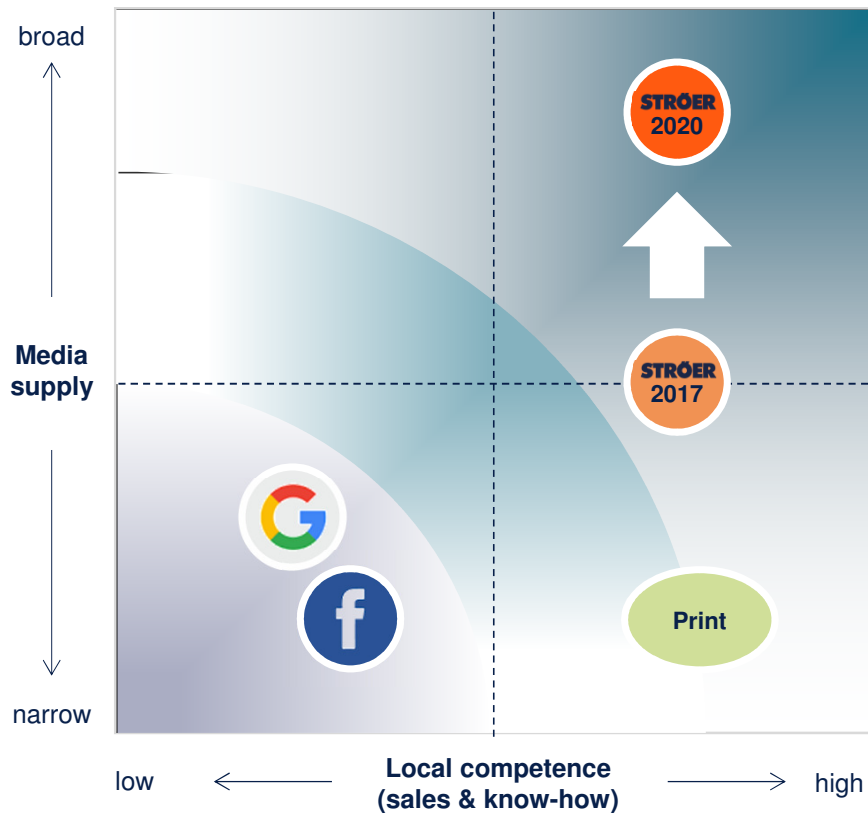 broad
STRÖER
2020
Media
supply
STRÖER
2017
G
f
Print
narrow
low
Local competence
(sales & know-how)
high